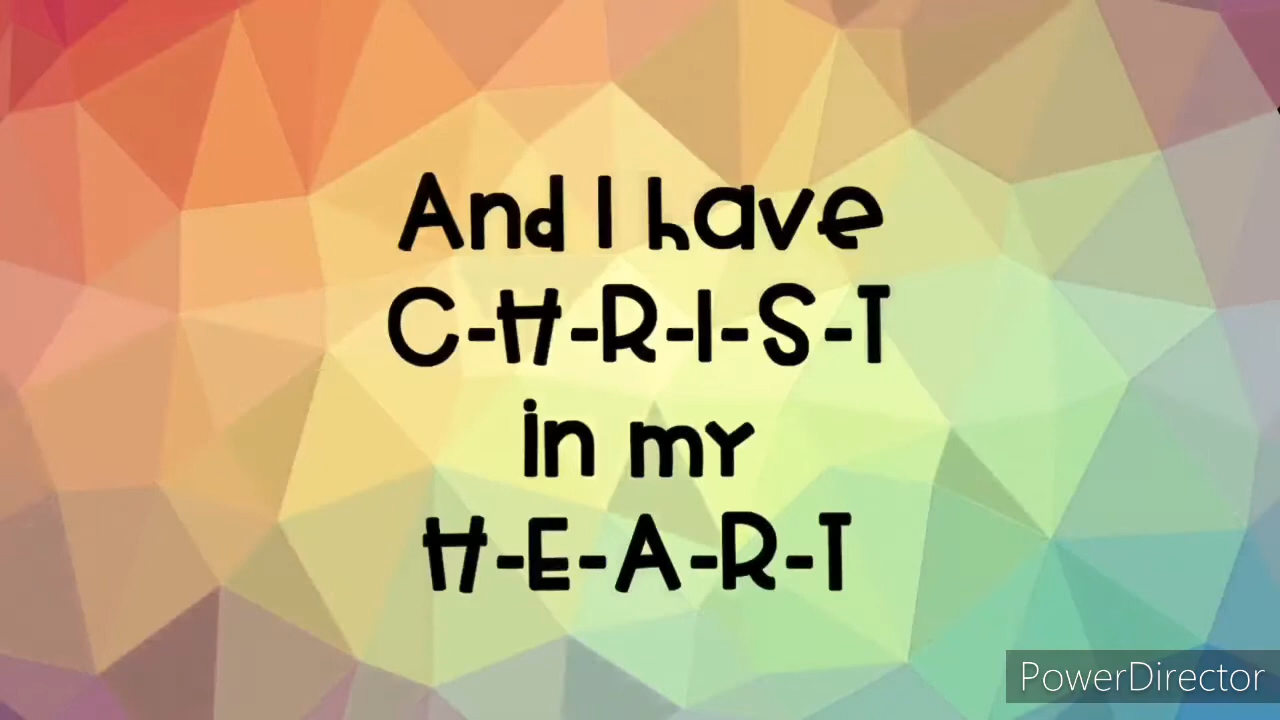 And I have
C-H-R-I-S-T
in my
H-E-A-R-T
PowerDirector